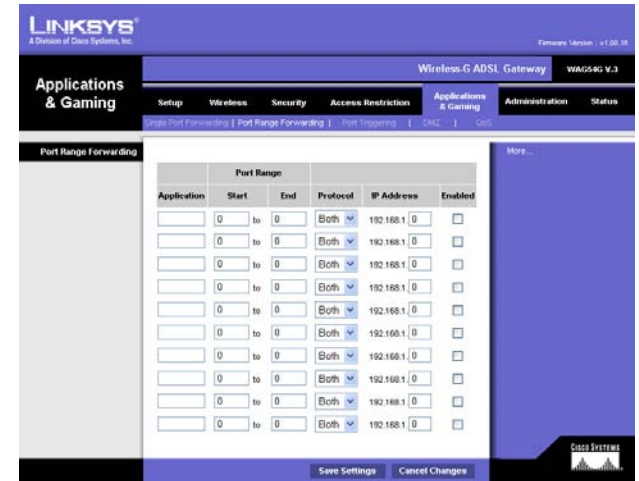 LINKSYS®
A Division of Cisco Systems, Inc.
Firmware Version : v1.00.16
Wireless-G ADSL Gateway WAG54G V.3
Applications & Gaming
Setup Wireless Security Access Restriction Applications & Gaming Administration Status
Single Port Forwarding | Port Range Forwarding | Port Triggering | DMZ | QoS
Port Range Forwarding
More...
Port Range
Application Start End Protocol IP Address Enabled
0 to 0 Both 192.168.1. 0
0 to 0 Both 192.168.1. 0
0 to 0 Both 192.168.1. 0
0 to 0 Both 192.168.1. 0
0 to 0 Both 192.168.1. 0
0 to 0 Both 192.168.1. 0
0 to 0 Both 192.168.1. 0
0 to 0 Both 192.168.1. 0
0 to 0 Both 192.168.1. 0
0 to 0 Both 192.168.1. 0
Save Settings Cancel Changes
CISCO SYSTEMS